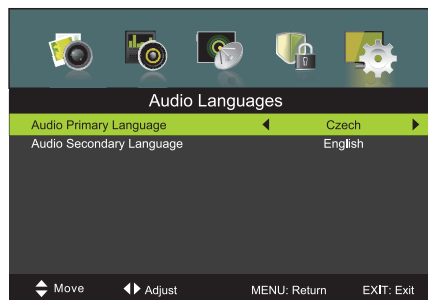 Audio Languages
Audio Primary Language Czech
Audio Secondary Language English
Move Adjust MENU: Return EXIT: Exit